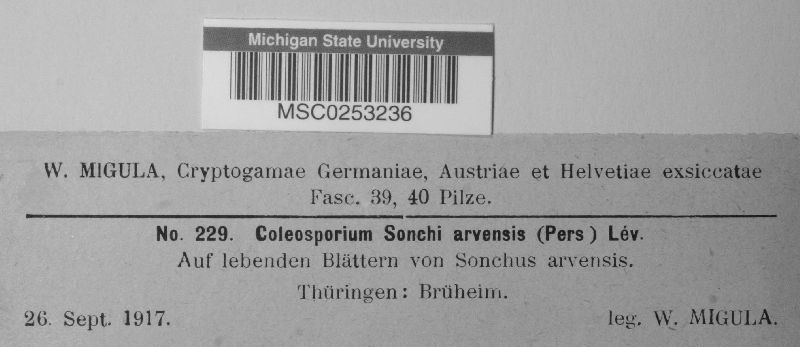 Michigan State University
MSC0253236
W. MIGULA, Cryptogamae Germaniae, Austriae et Helvetiae exsiccatae
Fasc. 39, 40 Pilze.
No. 229. Coleosporium Sonchi arvensis (Pers) Lév.
Auf lebenden Blättern von Sonchus arvensis.
Thüringen: Brüheim.
26. Sept. 1917. leg. W. MIGULA.